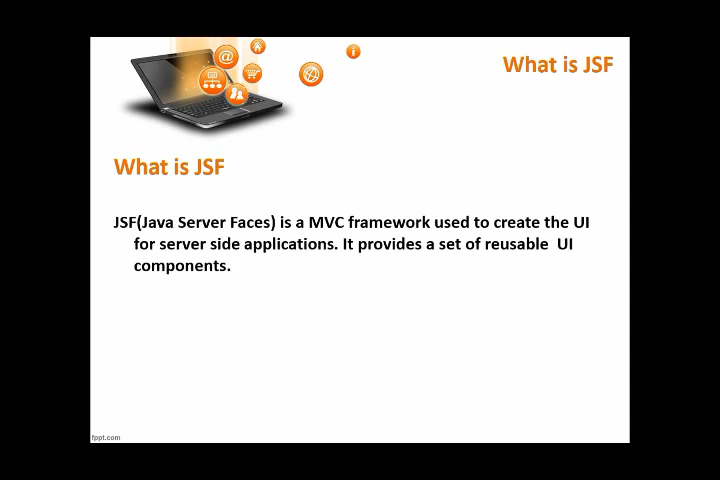 What is JSF
What is JSF
JSF(Java Server Faces) is a MVC framework used to create the UI
for server side applications. It provides a set of reusable  UI
components.
fppt.com